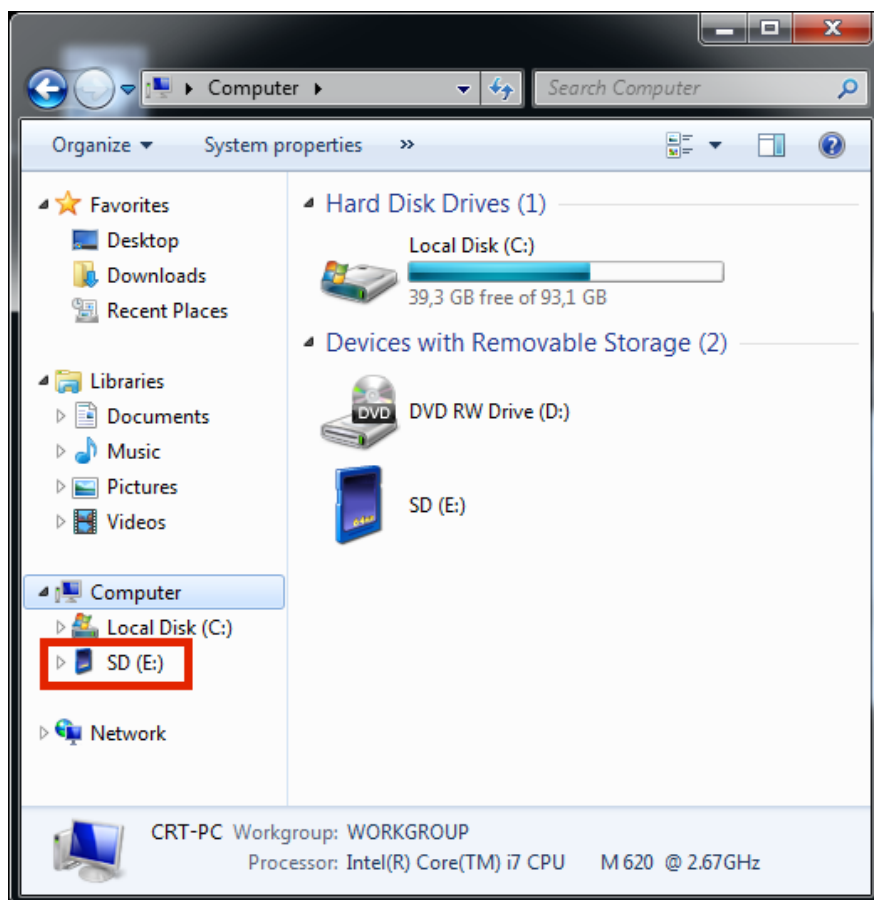 Computer
Search Computer
Organize
System properties
»
Favorites
Desktop
Downloads
Recent Places
Libraries
Documents
Music
Pictures
Videos
Computer
Local Disk (C:)
SD (E:)
Network
Hard Disk Drives (1)
Local Disk (C:)
39,3 GB free of 93,1 GB
Devices with Removable Storage (2)
DVD
DVD RW Drive (D:)
SD (E:)
CRT-PC Workgroup: WORKGROUP
Processor: Intel(R) Core(TM) i7 CPU M 620 @ 2.67GHz